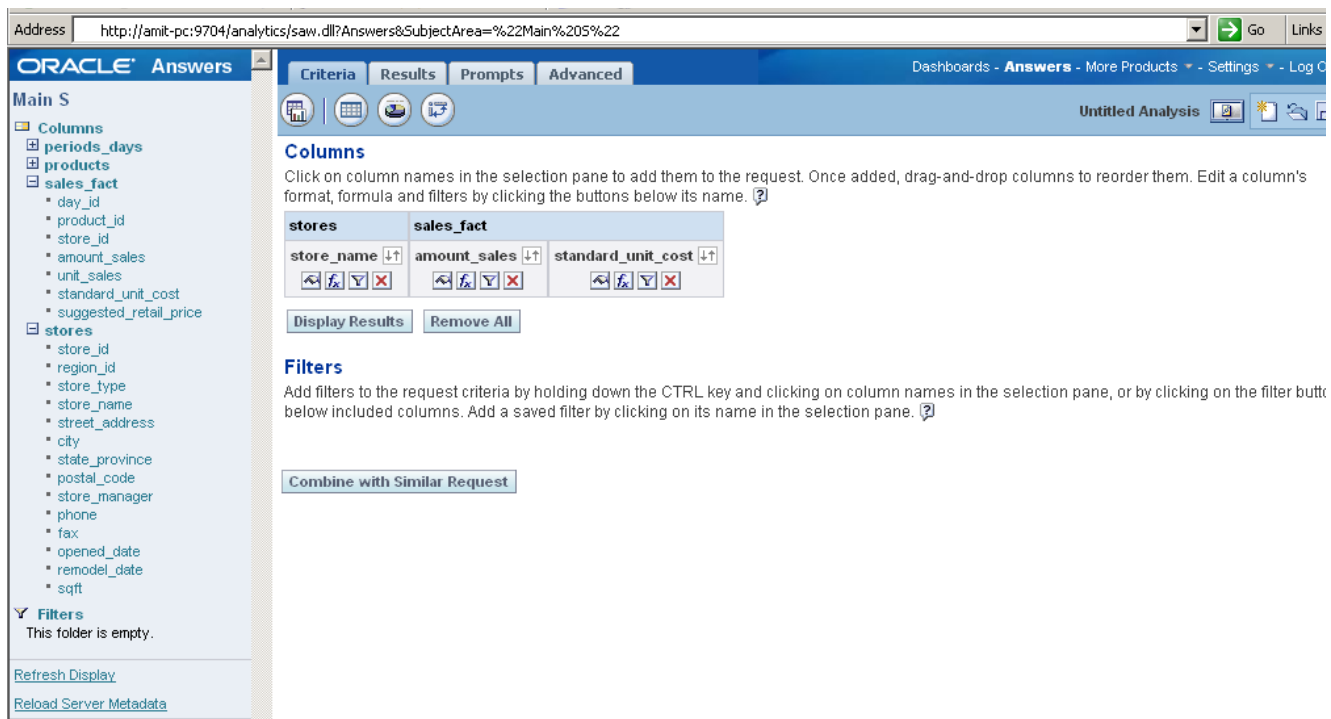 Address http://amit-pc:9704/analytics/saw.dll?Answers&SubjectArea=%22Main%20S%22 Go Links
ORACLE Answers
Main S
Columns
periods_days
products
sales_fact
day_id
product_id
store_id
amount_sales
unit_sales
standard_unit_cost
suggested_retail_price
stores
store_id
region_id
store_type
store_name
street_address
city
state_province
postal_code
store_manager
phone
fax
opened_date
remodel_date
sqft
Filters
This folder is empty.
Refresh Display
Reload Server Metadata
Criteria Results Prompts Advanced
Dashboards - Answers - More Products - Settings - Log O
Untitled Analysis
Columns
Click on column names in the selection pane to add them to the request. Once added, drag-and-drop columns to reorder them. Edit a column's
format, formula and filters by clicking the buttons below its name.
stores sales_fact
store_name amount_sales standard_unit_cost
Display Results Remove All
Filters
Add filters to the request criteria by holding down the CTRL key and clicking on column names in the selection pane, or by clicking on the filter butto
below included columns. Add a saved filter by clicking on its name in the selection pane.
Combine with Similar Request